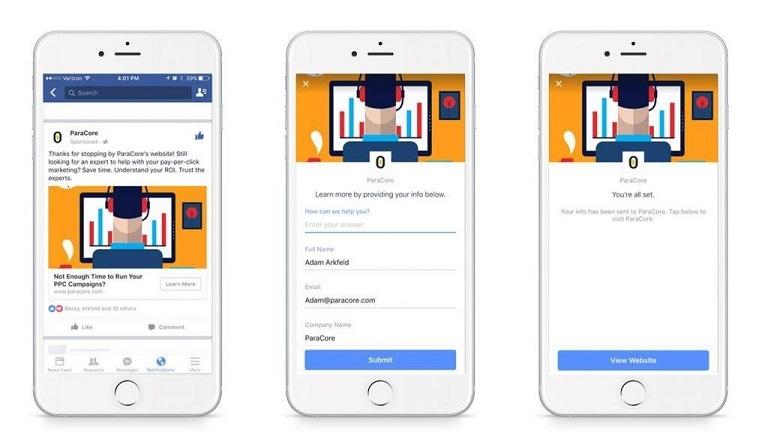 Verizon
4:01 PM
39%
Search
ParaCore
Sponsored
Thanks for stopping by ParaCore's website! Still
looking for an expert to help with your pay-per-click
marketing? Save time. Understand your ROI. Trust the
experts.
Not Enough Time to Run Your
PPC Campaigns?
www.paracore.com
Learn More
Becky Arkfeld and 16 others
Like
Comment
News Feed
Requests
Messages
Notifications
More
ParaCore
Learn more by providing your info below.
How can we help you?
Enter your answer.
Full Name
Adam Arkfeld
Email
Adam@paracore.com
Company Name
ParaCore
Submit
ParaCore
You're all set.
Your info has been sent to ParaCore. Tap below to
visit ParaCore.
View Website